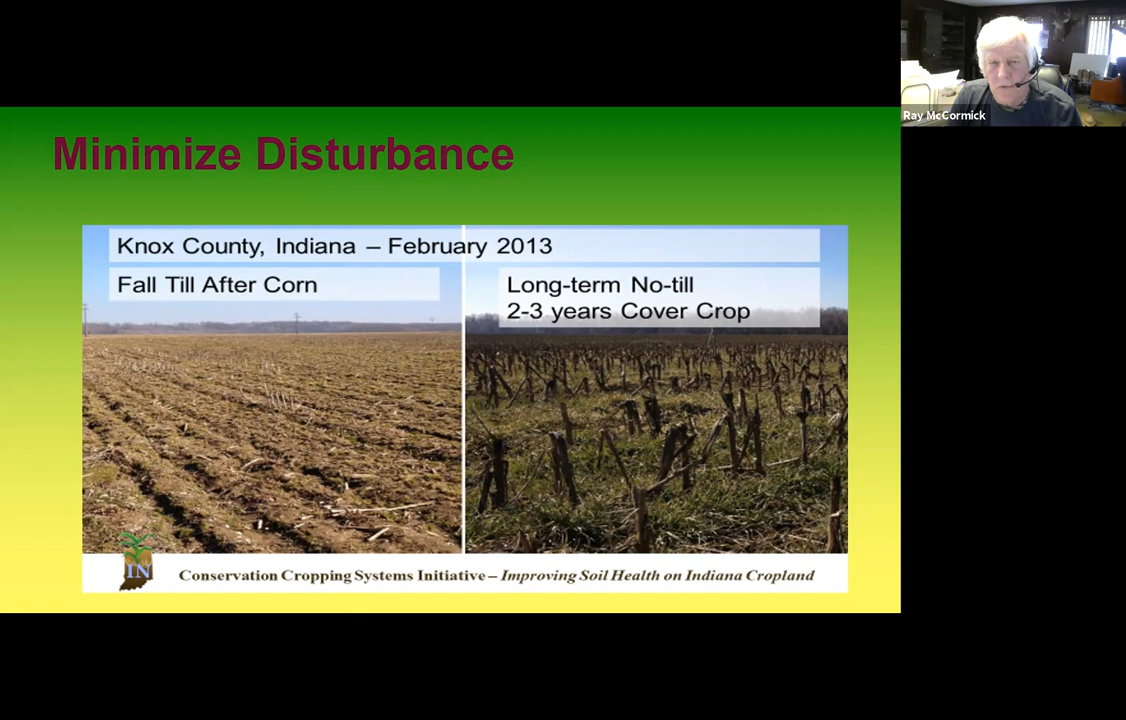 Ray McCormick
Minimize Disturbance
Knox County, Indiana – February 2013
Fall Till After Corn
Long-term No-till
2-3 years Cover Crop
IN
Conservation Cropping Systems Initiative – Improving Soil Health on Indiana Cropland